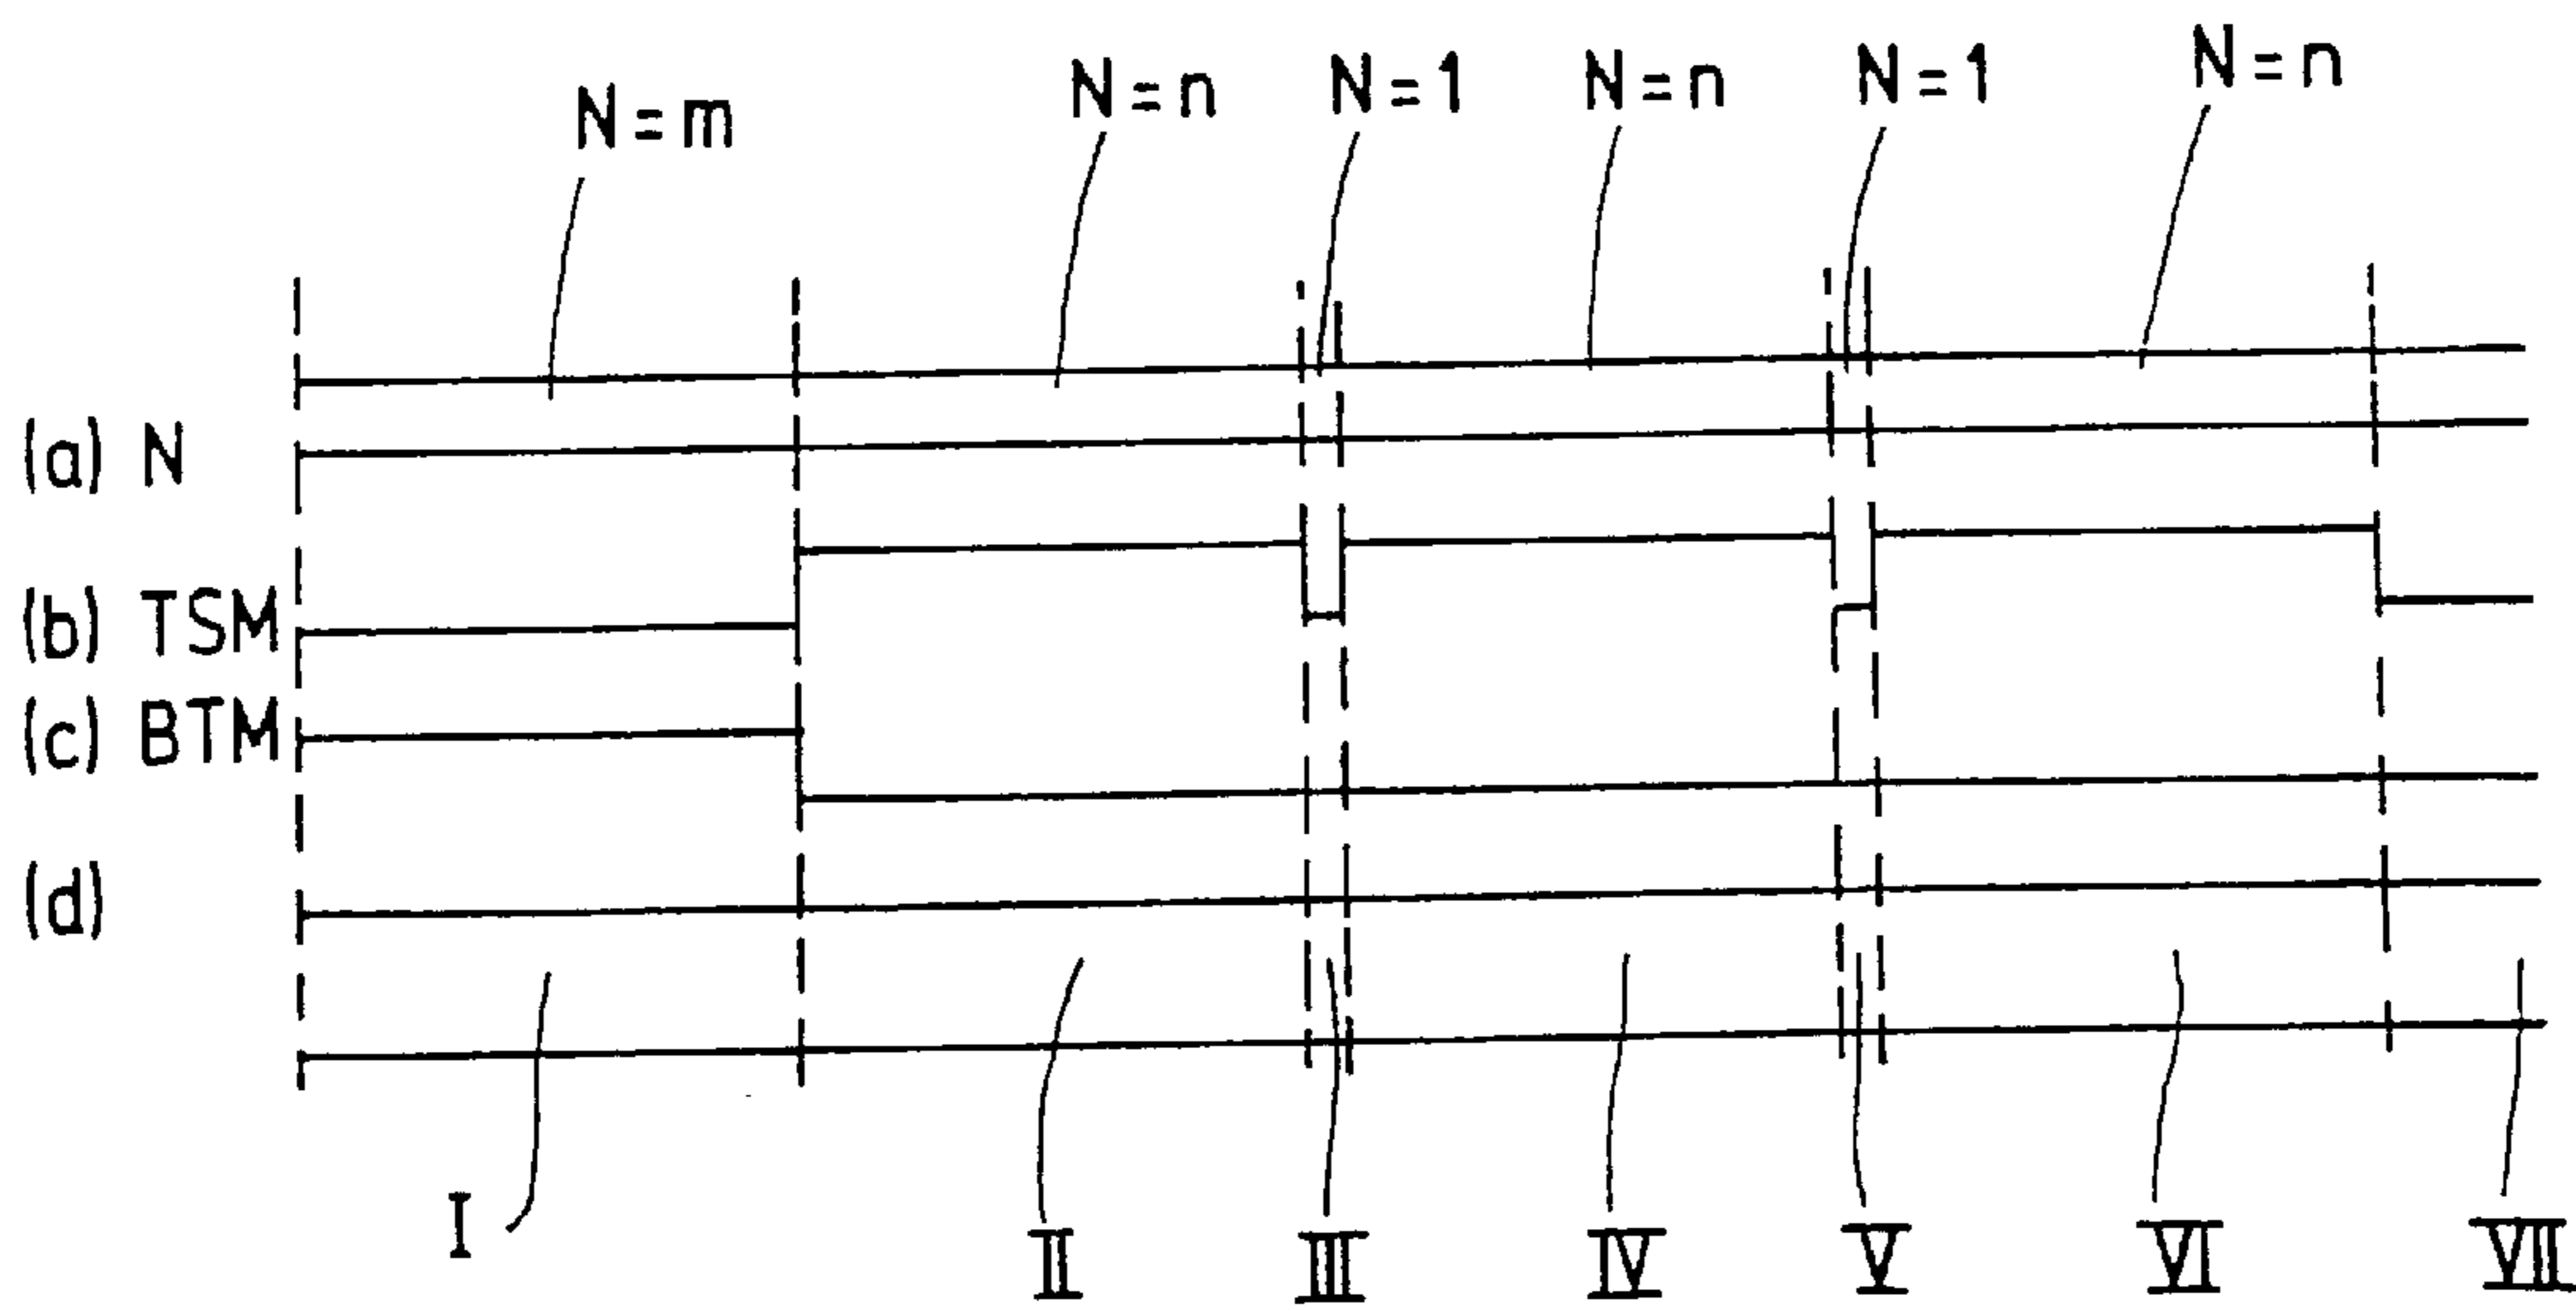 N=m N=n N=1 N=n N=1 N=n
(a) N
(b) TSM
(c) BTM
(d)
I II III IV V VI VII